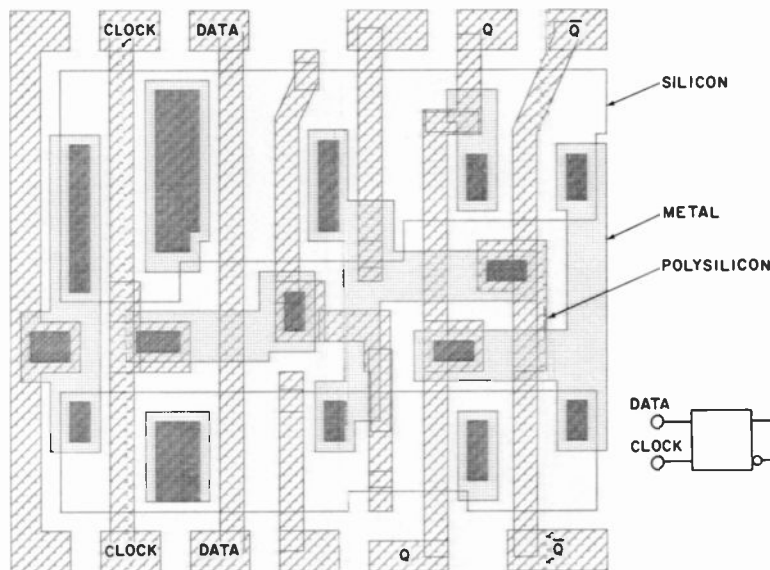 CLOCK DATA Q Q̅
SILICON
METAL
POLYSILICON
DATA
CLOCK
CLOCK DATA Q Q̅